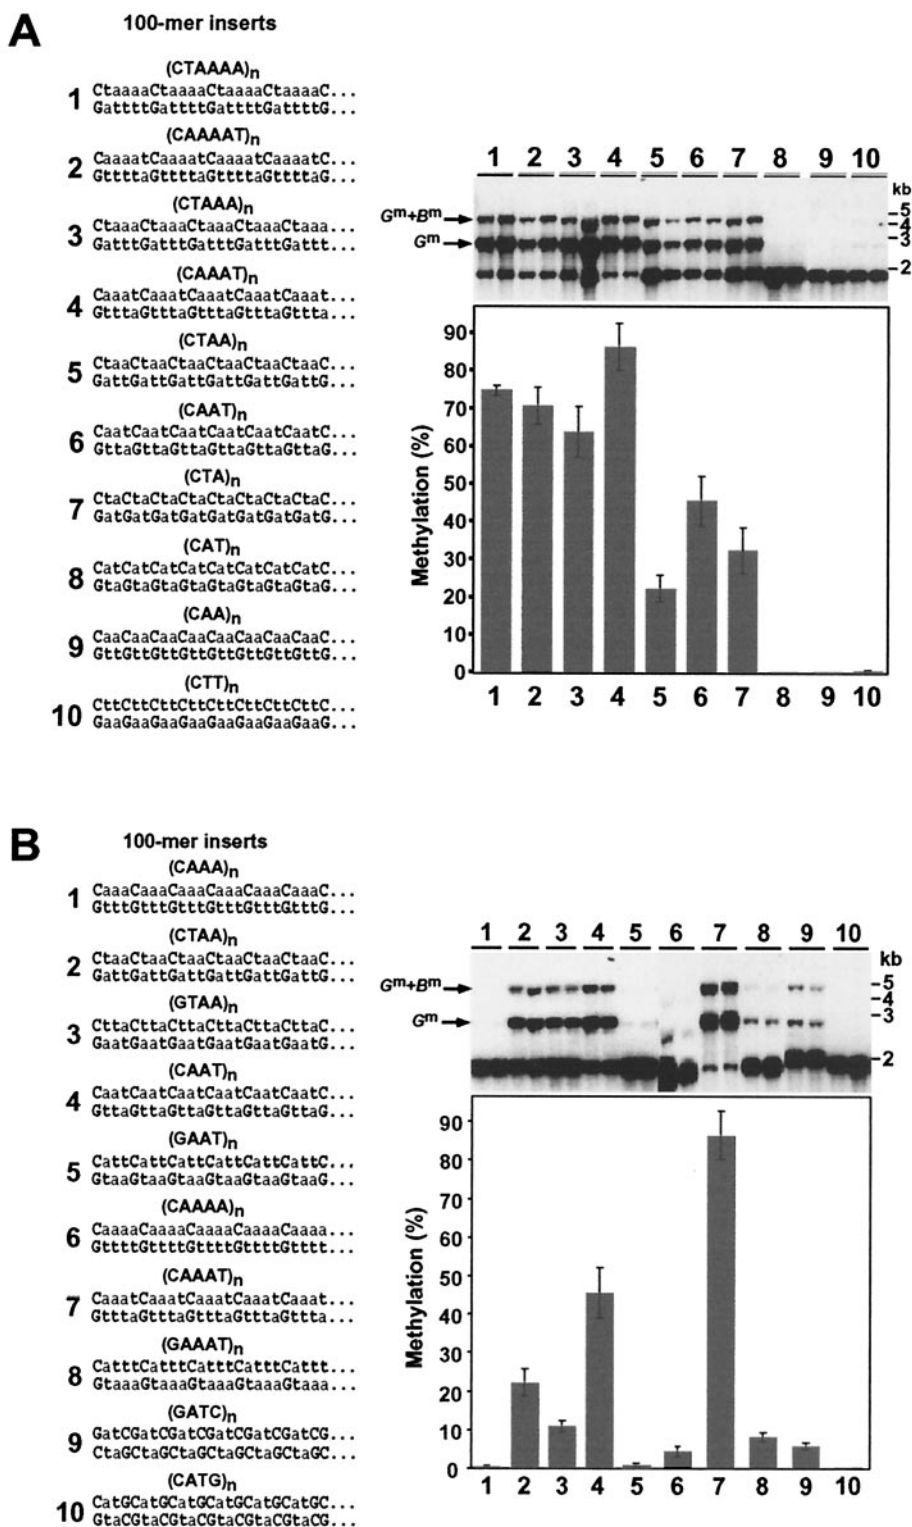 A
100-mer inserts
(CTAAAA)n
1
CtaaaaCtaaaaCtaaaaCtaaaaC...
GattttGattttGattttGattttG...
(CAAAAT)n
2
CaaaatCaaaatCaaaatCaaaatC...
GttttaGttttaGttttaGttttaG...
(CTAAA)n
3
CtaaaCtaaaCtaaaCtaaaCtaaa...
GatttGatttGatttGatttGattt...
(CAAAT)n
4
CaaatCaaatCaaatCaaatCaaat...
GtttaGtttaGtttaGtttaGttta...
(CTAA)n
5
CtaaCtaaCtaaCtaaCtaaCtaaC...
GattGattGattGattGattGattG...
(CAAT)n
6
CaatCaatCaatCaatCaatCaatC...
GttaGttaGttaGttaGttaGttaG...
(CTA)n
7
CtaCtaCtaCtaCtaCtaCtaCtaC...
GatGatGatGatGatGatGatGatG...
(CAT)n
8
CatCatCatCatCatCatCatCatC...
GtaGtaGtaGtaGtaGtaGtaGtaG...
(CAA)n
9
CaaCaaCaaCaaCaaCaaCaaCaaC...
GttGttGttGttGttGttGttGttG...
(CTT)n
10
CttCttCttCttCttCttCttCttC...
GaaGaaGaaGaaGaaGaaGaaGaaG...
1 2 3 4 5 6 7 8 9 10
kb
Gm+Bm
Gm
5
4
3
2
Methylation (%)
90
80
70
60
50
40
30
20
10
0
1 2 3 4 5 6 7 8 9 10
B
100-mer inserts
(CAAA)n
1
CaaaCaaaCaaaCaaaCaaaCaaaC...
GtttGtttGtttGtttGtttGtttG...
(CTAA)n
2
CtaaCtaaCtaaCtaaCtaaCtaaC...
GattGattGattGattGattGattG...
(GTAA)n
3
CttaCttaCttaCttaCttaCttaC...
GaatGaatGaatGaatGaatGaatG...
(CAAT)n
4
CaatCaatCaatCaatCaatCaatC...
GttaGttaGttaGttaGttaGttaG...
(GAAT)n
5
CattCattCattCattCattCattC...
GtaaGtaaGtaaGtaaGtaaGtaaG...
(CAAAA)n
6
CaaaaCaaaaCaaaaCaaaaCaaaa...
GttttGttttGttttGttttGtttt...
(CAAAT)n
7
CaaatCaaatCaaatCaaatCaaat...
GtttaGtttaGtttaGtttaGttta...
(GAAAT)n
8
CatttCatttCatttCatttCattt...
GtaaaGtaaaGtaaaGtaaaGtaaa...
(GATC)n
9
GatCGatCGatCGatCGatCGatCG...
CtaGCtaGCtaGCtaGCtaGCtaGC...
(CATG)n
10
CatGCatGCatGCatGCatGCatGC...
GtaCGtaCGtaCGtaCGtaCGtaCG...
1 2 3 4 5 6 7 8 9 10
kb
Gm+Bm
Gm
5
4
3
2
Methylation (%)
90
80
70
60
50
40
30
20
10
0
1 2 3 4 5 6 7 8 9 10